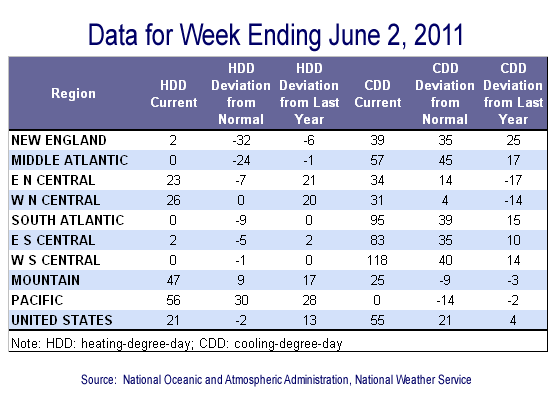 Data for Week Ending June 2, 2011
Region HDD Current HDD Deviation from Normal HDD Deviation from Last Year CDD Current CDD Deviation from Normal CDD Deviation from Last Year
NEW ENGLAND 2 -32 -6 39 35 25
MIDDLE ATLANTIC 0 -24 -1 57 45 17
E N CENTRAL 23 -7 21 34 14 -17
W N CENTRAL 26 0 20 31 4 -14
SOUTH ATLANTIC 0 -9 0 95 39 15
E S CENTRAL 2 -5 2 83 35 10
W S CENTRAL 0 -1 0 118 40 14
MOUNTAIN 47 9 17 25 -9 -3
PACIFIC 56 30 28 0 -14 -2
UNITED STATES 21 -2 13 55 21 4
Note: HDD: heating-degree-day; CDD: cooling-degree-day
Source: National Oceanic and Atmospheric Administration, National Weather Service